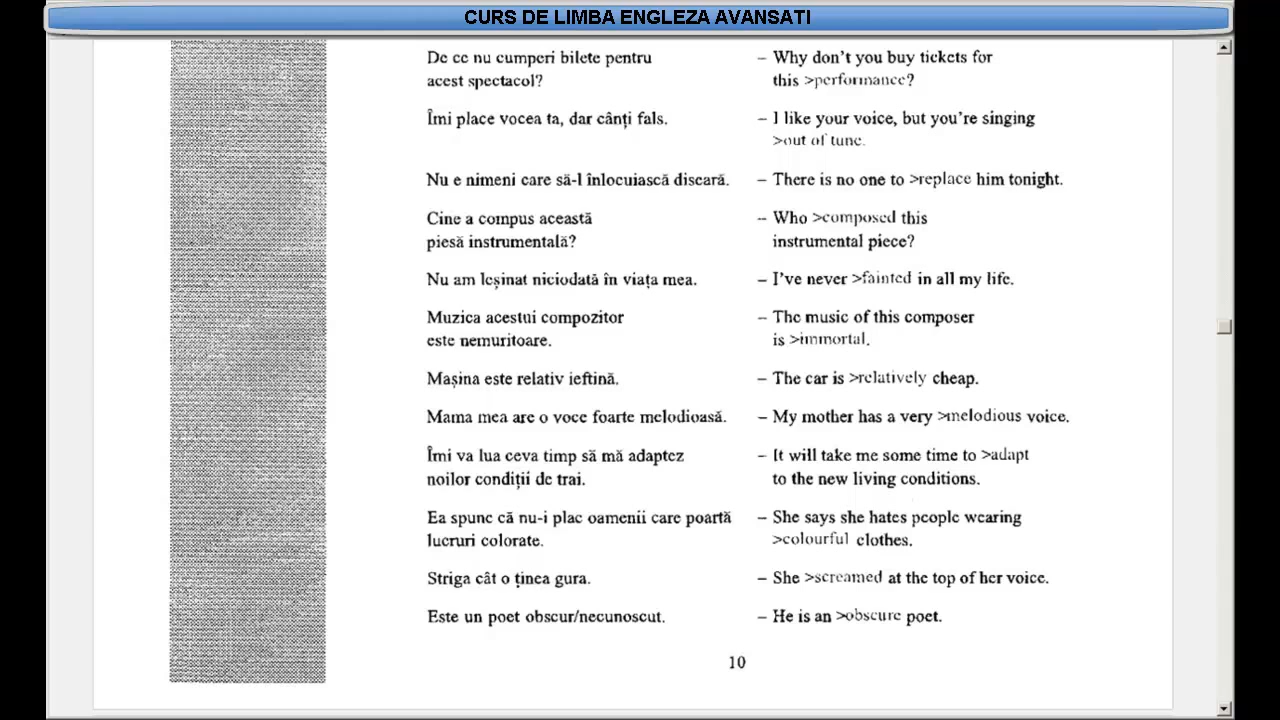 CURS DE LIMBA ENGLEZA AVANSATI
De ce nu cumperi bilete pentru
acest spectacol?
– Why don't you buy tickets for
this >performance?
Îmi place vocea ta, dar cânți fals.
– I like your voice, but you're singing
>out of tune.
Nu e nimeni care să-l înlocuiască discară.
– There is no one to >replace him tonight.
Cine a compus această
piesă instrumentală?
– Who >composed this
instrumental piece?
Nu am leșinat niciodată în viața mea.
– I've never >fainted in all my life.
Muzica acestui compozitor
este nemuritoare.
– The music of this composer
is >immortal.
Mașina este relativ ieftină.
– The car is >relatively cheap.
Mama mea are o voce foarte melodioasă.
– My mother has a very >melodious voice.
Îmi va lua ceva timp să mă adaptez
noilor condiții de trai.
– It will take me some time to >adapt
to the new living conditions.
Ea spune că nu-i plac oamenii care poartă
lucruri colorate.
– She says she hates people wearing
>colourful clothes.
Striga cât o ținea gura.
– She >screamed at the top of her voice.
Este un poet obscur/necunoscut.
– He is an >obscure poet.
10